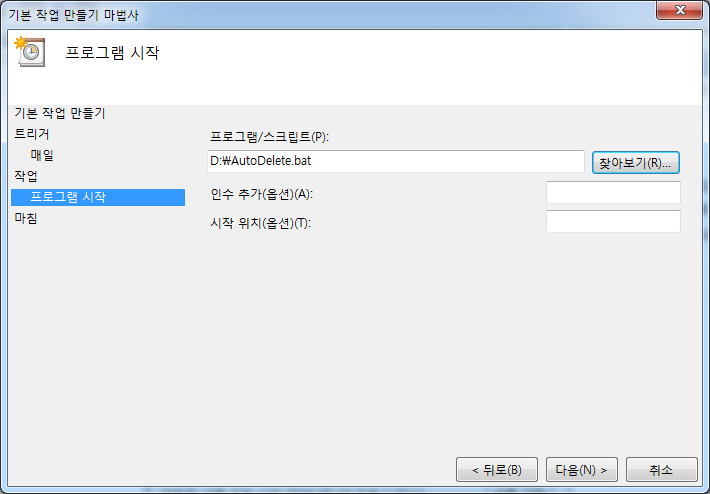 기본 작업 만들기 마법사
프로그램 시작
기본 작업 만들기
트리거
매일
작업
프로그램 시작
마침
프로그램/스크립트(P):
D:₩AutoDelete.bat
찾아보기(R)...
인수 추가(옵션)(A):
시작 위치(옵션)(T):
< 뒤로(B)
다음(N) >
취소